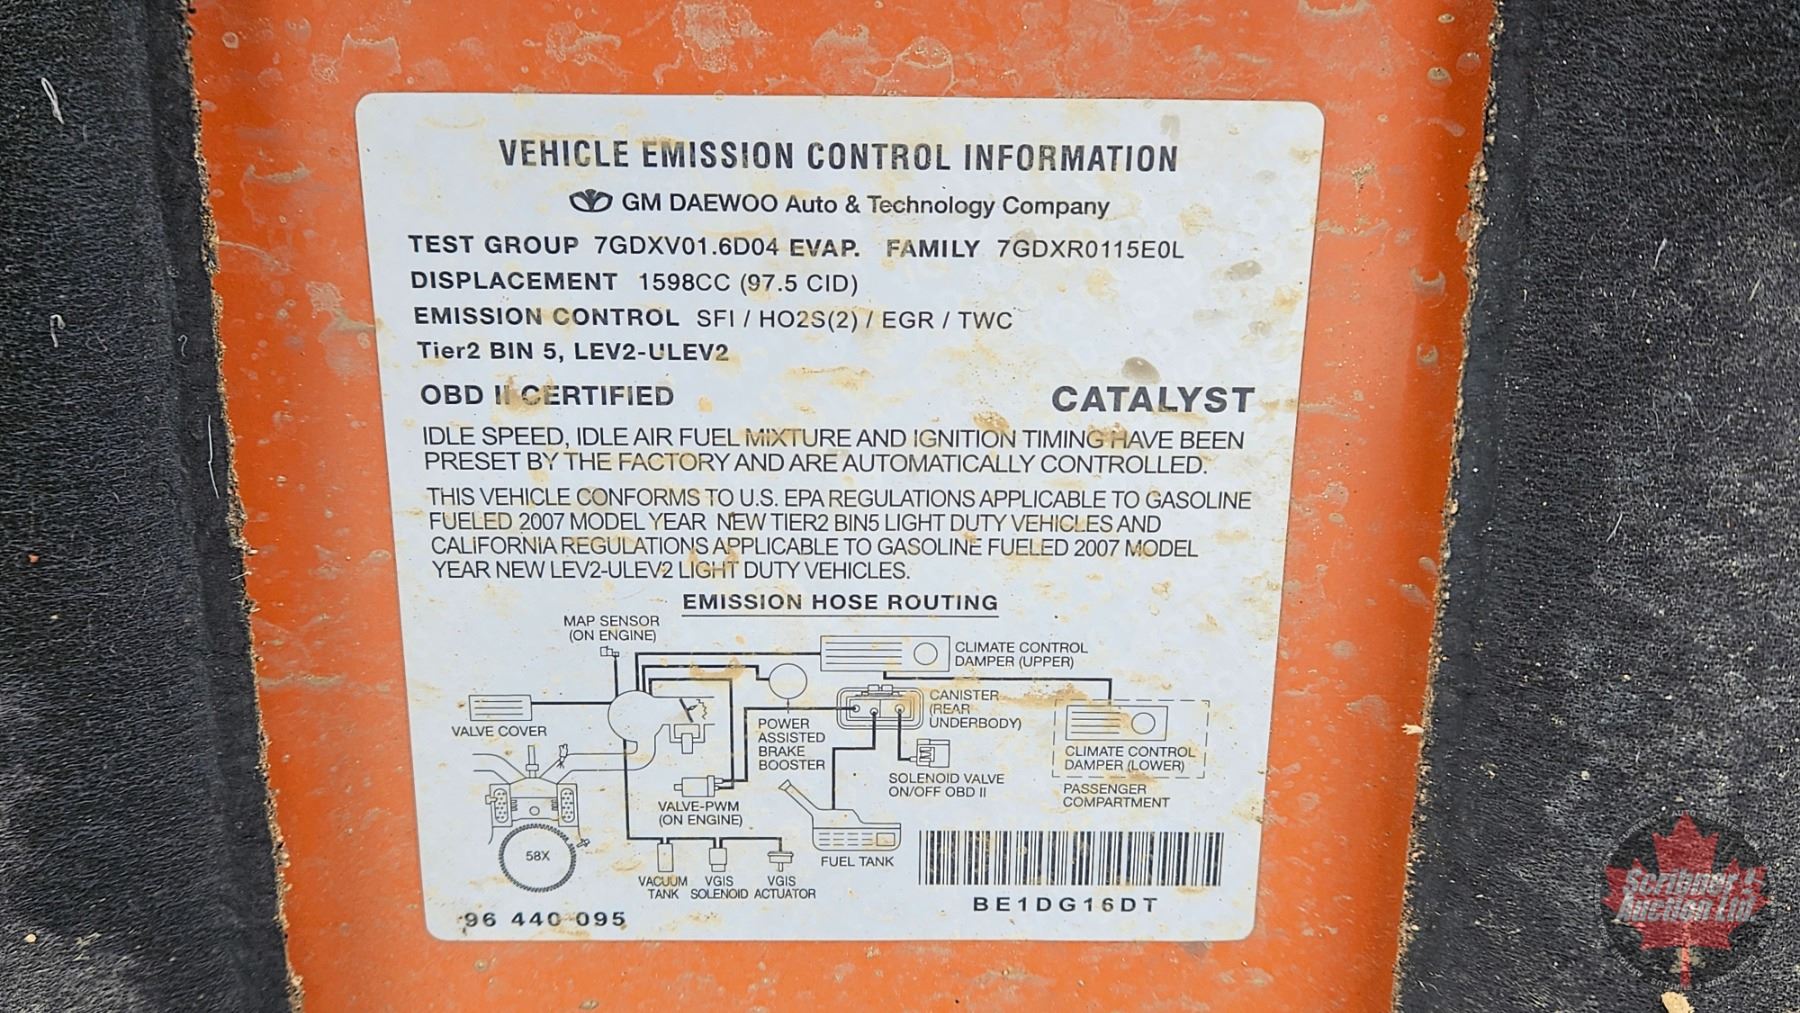 VEHICLE EMISSION CONTROL INFORMATION
GM DAEWOO Auto & Technology Company
TEST GROUP 7GDXV01.6D04 EVAP. FAMILY 7GDXR0115E0L
DISPLACEMENT 1598CC (97.5 CID)
EMISSION CONTROL SFI / HO2S(2) / EGR / TWC
Tier2 BIN 5, LEV2-ULEV2
OBD II CERTIFIED
CATALYST
IDLE SPEED, IDLE AIR FUEL MIXTURE AND IGNITION TIMING HAVE BEEN
PRESET BY THE FACTORY AND ARE AUTOMATICALLY CONTROLLED.
THIS VEHICLE CONFORMS TO U.S. EPA REGULATIONS APPLICABLE TO GASOLINE
FUELED 2007 MODEL YEAR NEW TIER2 BIN5 LIGHT DUTY VEHICLES AND
CALIFORNIA REGULATIONS APPLICABLE TO GASOLINE FUELED 2007 MODEL
YEAR NEW LEV2-ULEV2 LIGHT DUTY VEHICLES.
EMISSION HOSE ROUTING
MAP SENSOR
(ON ENGINE)
CLIMATE CONTROL
DAMPER (UPPER)
VALVE COVER
POWER
ASSISTED
BRAKE
BOOSTER
CANISTER
(REAR
UNDERBODY)
CLIMATE CONTROL
DAMPER (LOWER)
SOLENOID VALVE
ON/OFF OBD II
PASSENGER
COMPARTMENT
VALVE-PWM
(ON ENGINE)
58X
FUEL TANK
VACUUM
TANK
VGIS
SOLENOID
VGIS
ACTUATOR
96 440 095
BE1DG16DT
Scribner's
Auction Ltd.